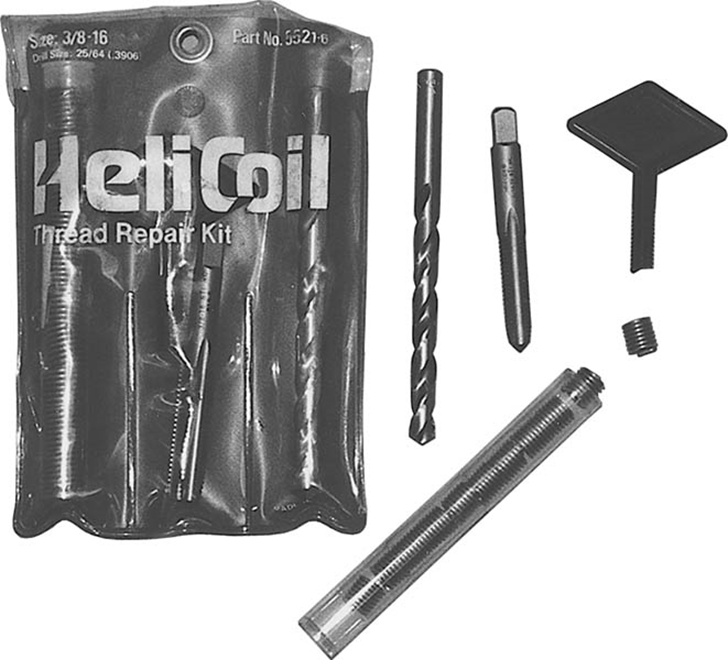 Size: 3/8-16
Part No. 5521-6
Drill Size: 25/64 (.3906)
HeliCoil
Thread Repair Kit